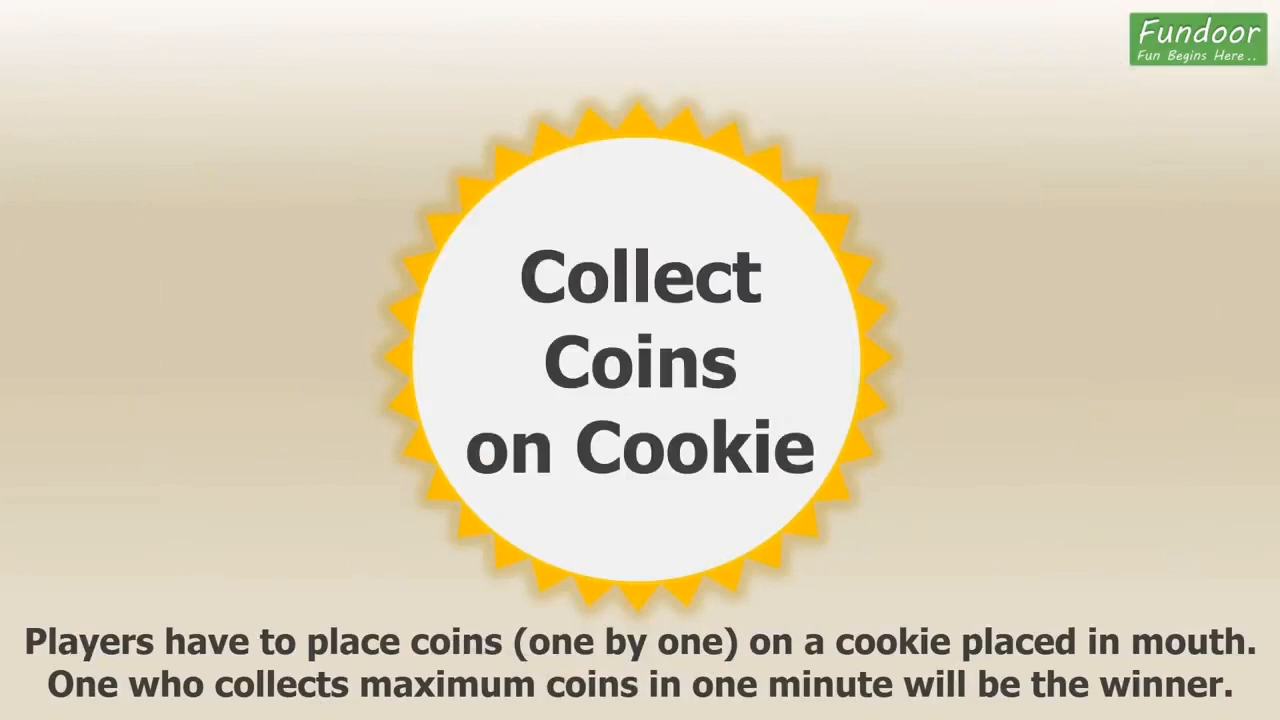 Fundoor
Fun Begins Here..
Collect
Coins
on Cookie
Players have to place coins (one by one) on a cookie placed in mouth.
One who collects maximum coins in one minute will be the winner.